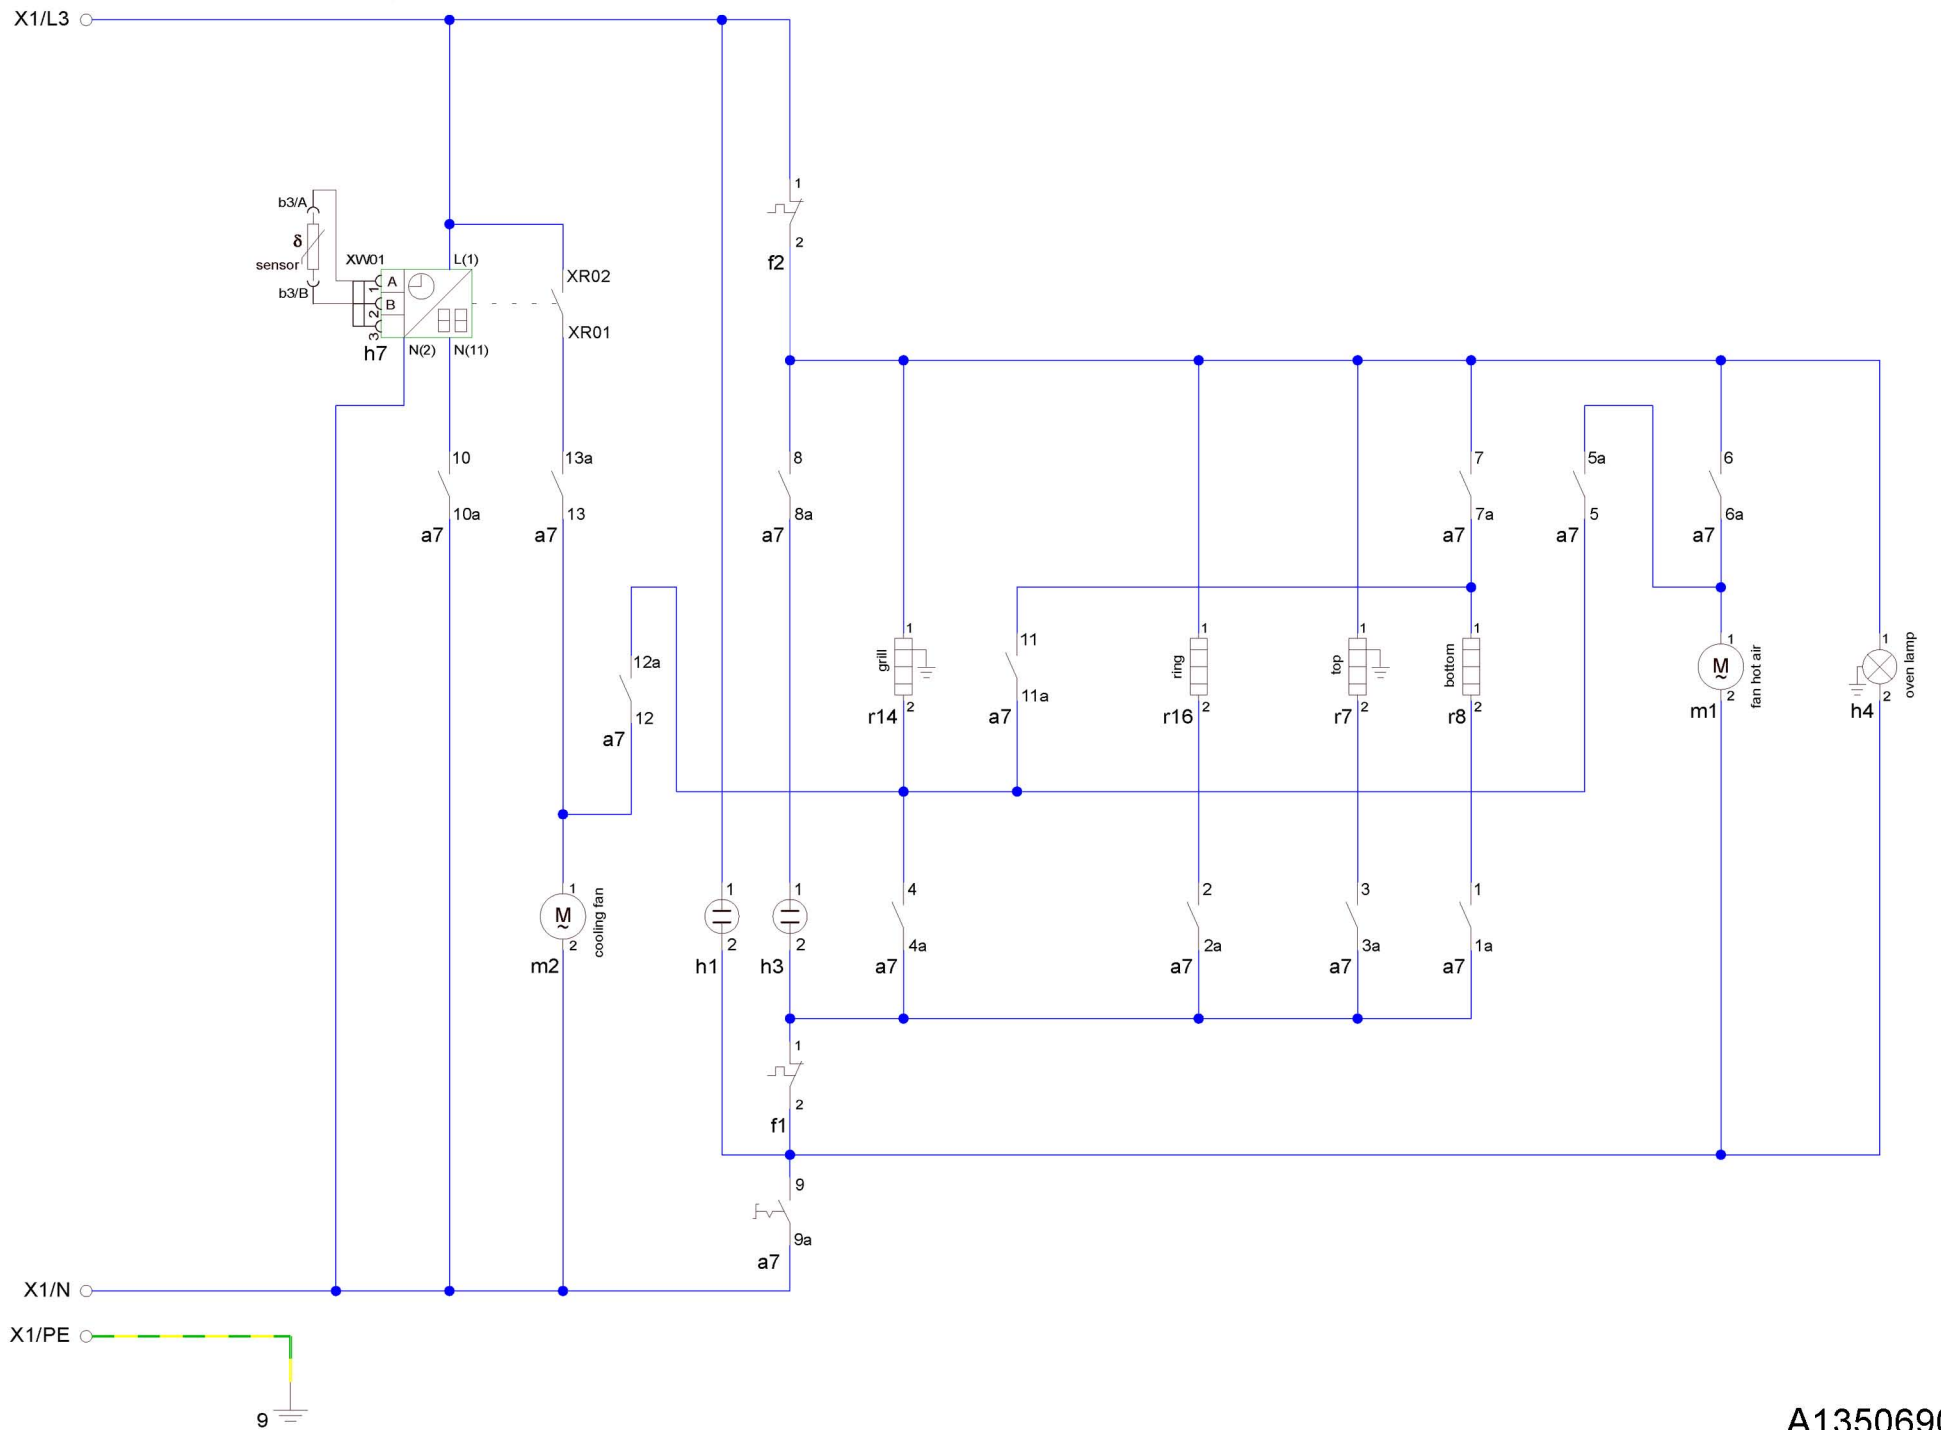 X1/L3
1
b3/A
δ
2
sensor
XW01
L(1)
f2
XR02
A
b3/B
1
B
2
XR01
3
h7
N(2)
N(11)
10
13a
8
7
5a
6
10a
13
8a
7a
5
6a
a7
a7
a7
a7
a7
a7
1
11
1
1
1
1
1
12a
grill
ring
top
bottom
M
~
fan hot air
oven lamp
11a
2
2
2
2
2
2
12
r14
a7
r16
r7
r8
m1
h4
a7
1
1
1
4
2
3
1
M
~
cooling fan
2
2
2
4a
2a
3a
1a
m2
h1
h3
a7
a7
a7
a7
1
2
f1
9
9a
a7
X1/N
X1/PE
9
A1350690